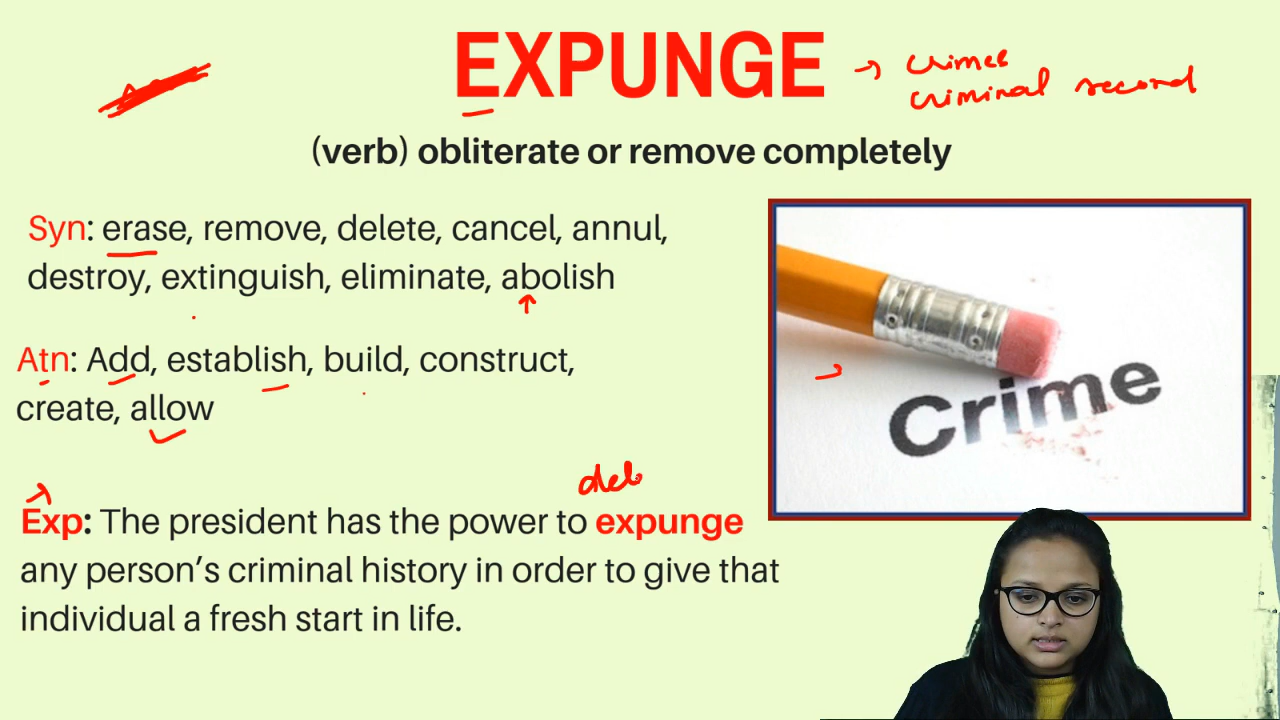 EXPUNGE → crimes
criminal record
(verb) obliterate or remove completely
Syn: erase, remove, delete, cancel, annul,
destroy, extinguish, eliminate, abolish
Atn: Add, establish, build, construct,
create, allow
Crime
del
Exp: The president has the power to expunge
any person’s criminal history in order to give that
individual a fresh start in life.